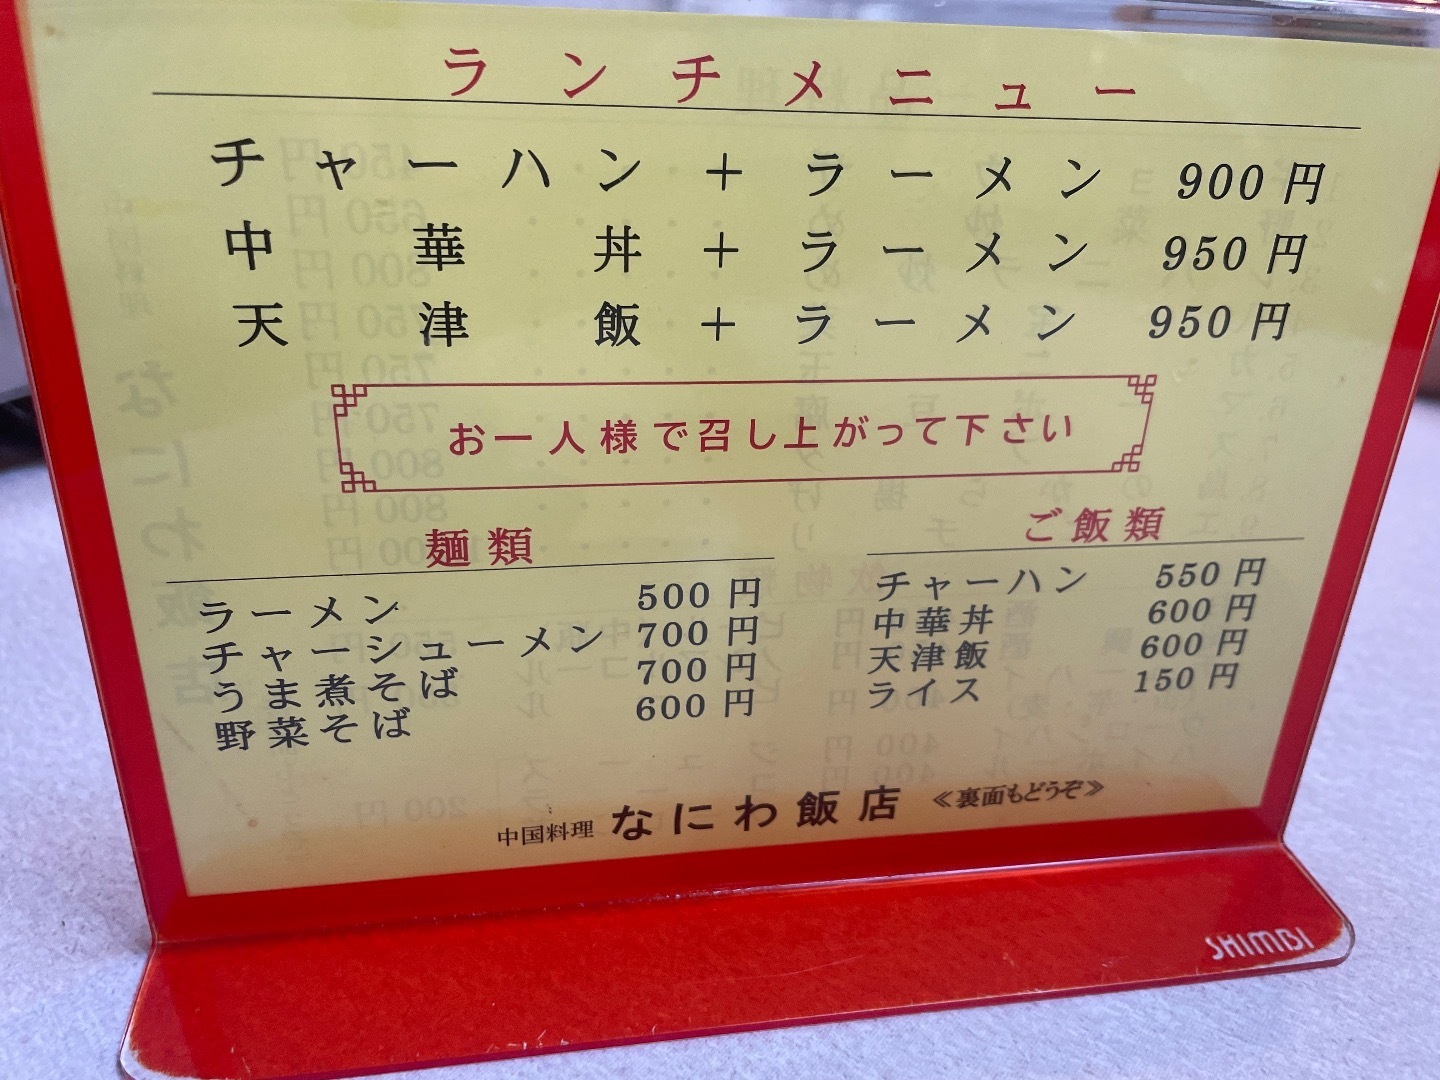 ランチメニュー
チャーハン＋ラーメン 900円
中華丼＋ラーメン 950円
天津飯＋ラーメン 950円
お一人様で召し上がって下さい
麺類
ラーメン 500円
チャーシューメン 700円
うま煮そば 700円
野菜そば 600円
ご飯類
チャーハン 550円
中華丼 600円
天津飯 600円
ライス 150円
中国料理 なにわ飯店 ≪裏面もどうぞ≫
SHIMBI